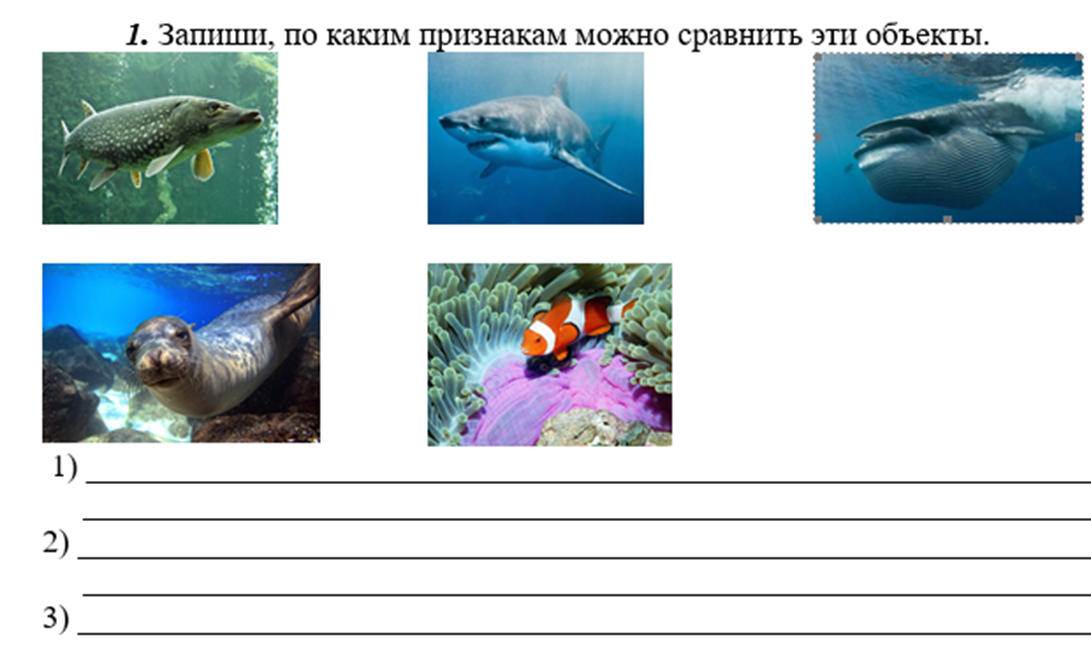 1. Запиши, по каким признакам можно сравнить эти объекты.
1)
2)
3)